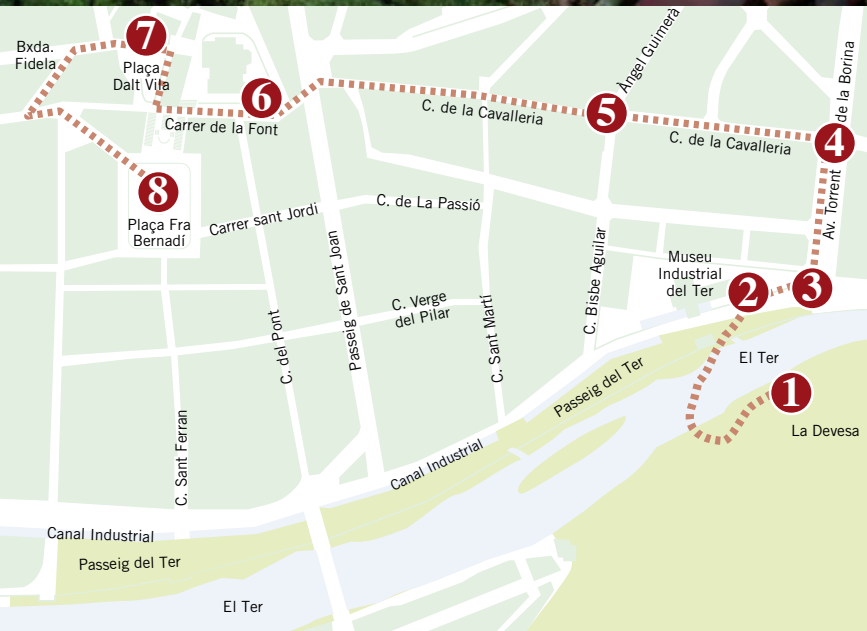 7
Bxda.
Fidela
Plaça
Dalt Vila
6
Carrer de la Font
C. de la Cavalleria
5
Àngel Guimerà
C. de la Cavalleria
4
Av. Torrent de la Borina
8
Plaça Fra
Bernadí
Carrer sant Jordi
C. de La Passió
Passeig de Sant Joan
C. Verge
del Pilar
C. del Pont
C. Sant Martí
C. Bisbe Aguilar
Museu
Industrial
del Ter
2
3
El Ter
1
La Devesa
Passeig del Ter
Canal Industrial
C. Sant Ferran
Canal Industrial
Passeig del Ter
El Ter